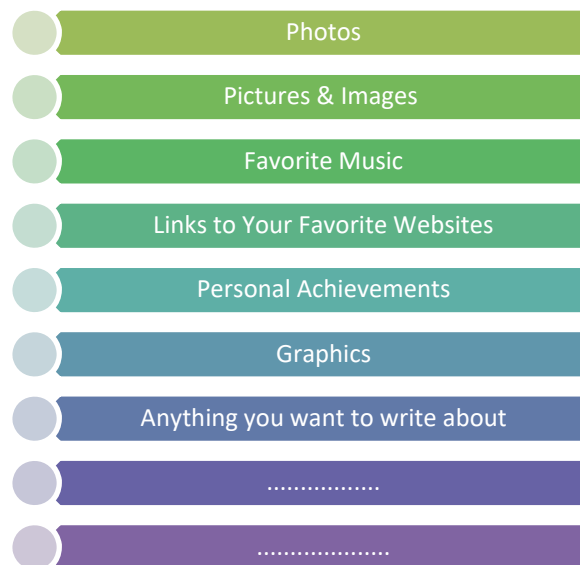 Photos
Pictures & Images
Favorite Music
Links to Your Favorite Websites
Personal Achievements
Graphics
Anything you want to write about
.................
....................